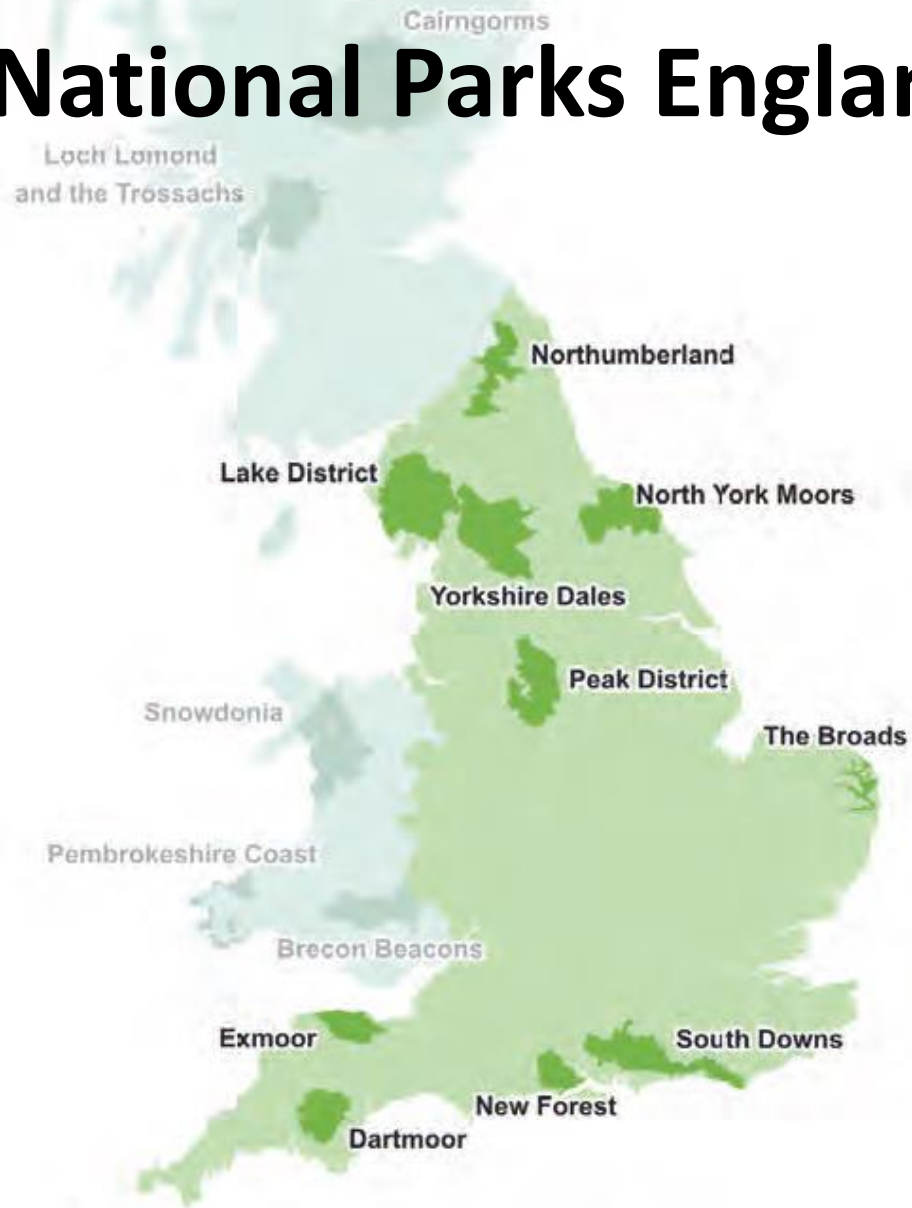 Cairngorms
National Parks Englan
Loch Lomond
and the Trossachs
Northumberland
Lake District
North York Moors
Yorkshire Dales
Peak District
Snowdonia
The Broads
Pembrokeshire Coast
Brecon Beacons
Exmoor
South Downs
New Forest
Dartmoor